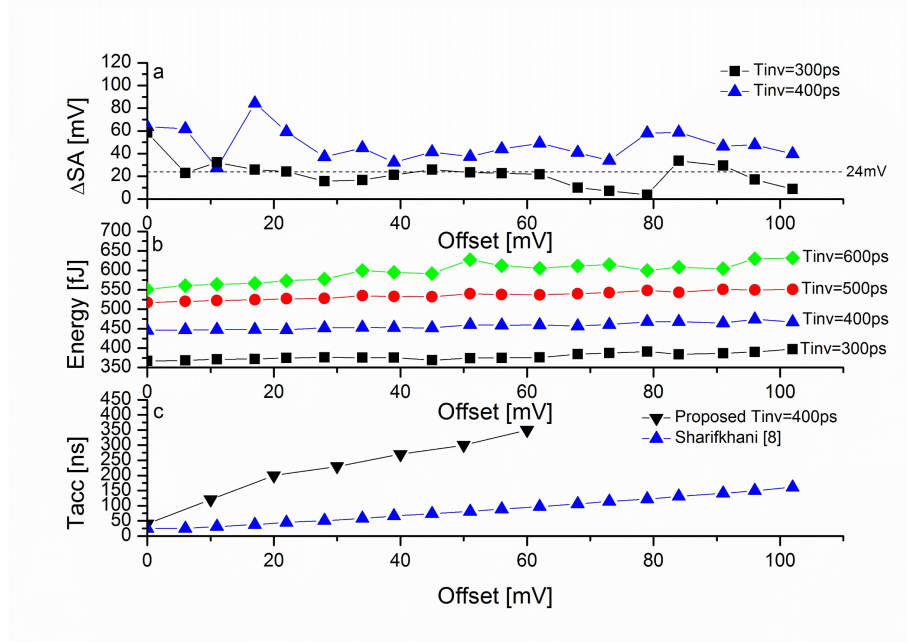 a
120
100
80
60
40
20
0
ΔSA [mV]
Tinv=300ps
Tinv=400ps
24mV
0 20 40 60 80 100
Offset [mV]
b
700
650
600
550
500
450
400
350
Energy [fJ]
Tinv=600ps
Tinv=500ps
Tinv=400ps
Tinv=300ps
0 20 40 60 80 100
Offset [mV]
c
450
400
350
300
250
200
150
100
50
0
Tacc [ns]
Proposed Tinv=400ps
Sharifkhani [8]
0 20 40 60 80 100
Offset [mV]